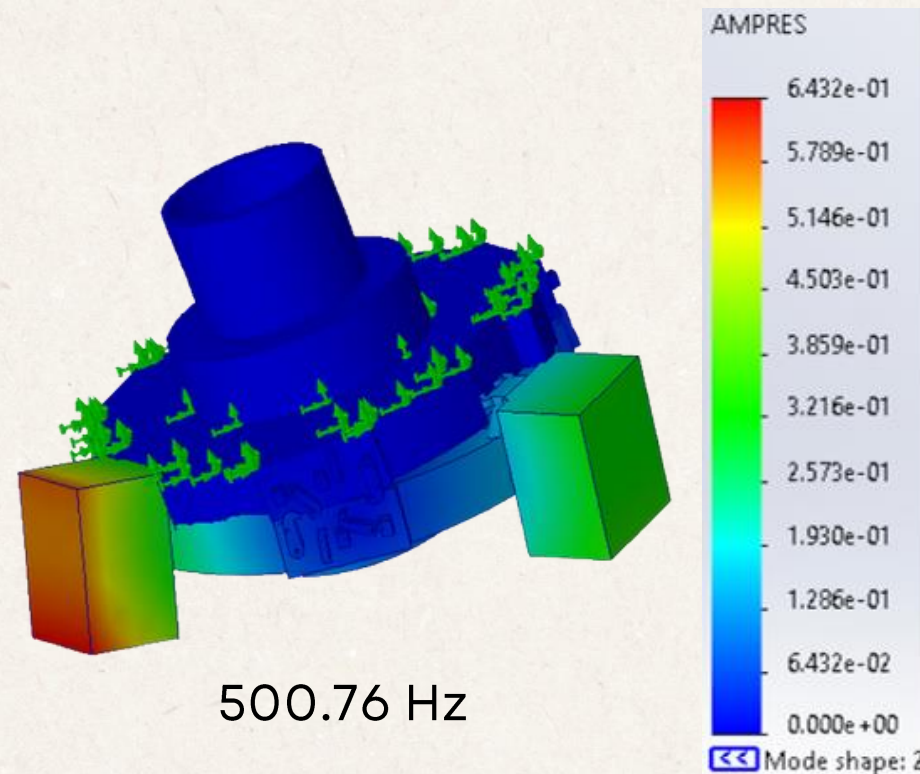 AMPRES
6.432e-01
5.789e-01
5.146e-01
4.503e-01
3.859e-01
3.216e-01
2.573e-01
1.930e-01
1.286e-01
6.432e-02
0.000e+00
<< Mode shape: 2
500.76 Hz